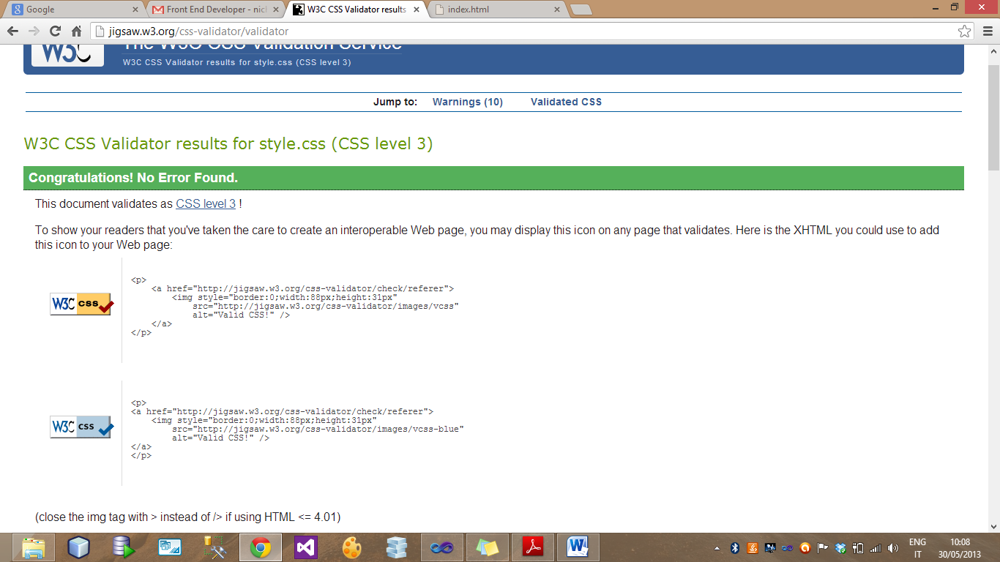 Google
Front End Developer - nicl
W3C CSS Validator results
index.html
jigsaw.w3.org/css-validator/validator
W3C The W3C CSS Validation Service
W3C CSS Validator results for style.css (CSS level 3)
Jump to: Warnings (10) Validated CSS
W3C CSS Validator results for style.css (CSS level 3)
Congratulations! No Error Found.
This document validates as CSS level 3 !
To show your readers that you've taken the care to create an interoperable Web page, you may display this icon on any page that validates. Here is the XHTML you could use to add
this icon to your Web page:
W3C css
<p>
    <a href="http://jigsaw.w3.org/css-validator/check/referer">
        <img style="border:0;width:88px;height:31px"
            src="http://jigsaw.w3.org/css-validator/images/vcss"
            alt="Valid CSS!" />
    </a>
</p>
W3C css
<p>
<a href="http://jigsaw.w3.org/css-validator/check/referer">
    <img style="border:0;width:88px;height:31px"
        src="http://jigsaw.w3.org/css-validator/images/vcss-blue"
        alt="Valid CSS!" />
</a>
</p>
(close the img tag with > instead of /> if using HTML <= 4.01)
ENG
IT
10:08
30/05/2013